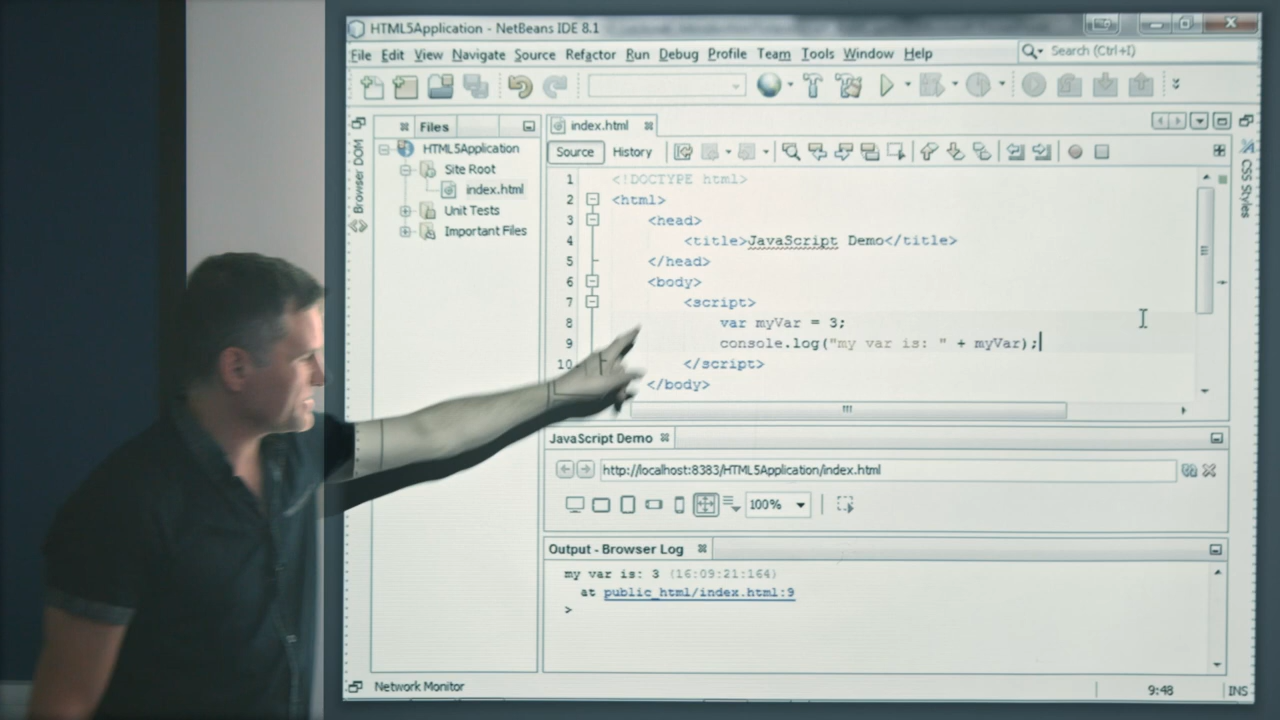 HTML5Application - NetBeans IDE 8.1
File Edit View Navigate Source Refactor Run Debug Profile Team Tools Window Help
Search (Ctrl+I)
Browser DOM
Files
HTML5Application
Site Root
index.html
Unit Tests
Important Files
index.html
Source History
1 <!DOCTYPE html>
2 <html>
3 <head>
4 <title>JavaScript Demo</title>
5 </head>
6 <body>
7 <script>
8 var myVar = 3;
9 console.log("my var is: " + myVar);
10 </script>
</body>
CSS Styles
JavaScript Demo
http://localhost:8383/HTML5Application/index.html
100%
Output - Browser Log
my var is: 3 (16:09:21:164)
at public_html/index.html:9
>
Network Monitor
9:48 INS